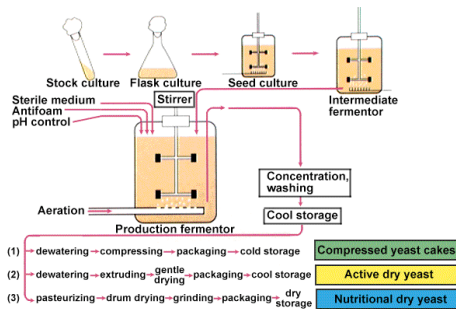 Stock culture
Flask culture
Seed culture
Intermediate
fermentor
Sterile medium
Antifoam
pH control
Stirrer
Concentration,
washing
Cool storage
Aeration
Production fermentor
(1) dewatering compressing packaging cold storage
Compressed yeast cakes
(2) dewatering extruding gentle
drying packaging cool storage
Active dry yeast
(3) pasteurizing drum drying grinding packaging dry
storage
Nutritional dry yeast